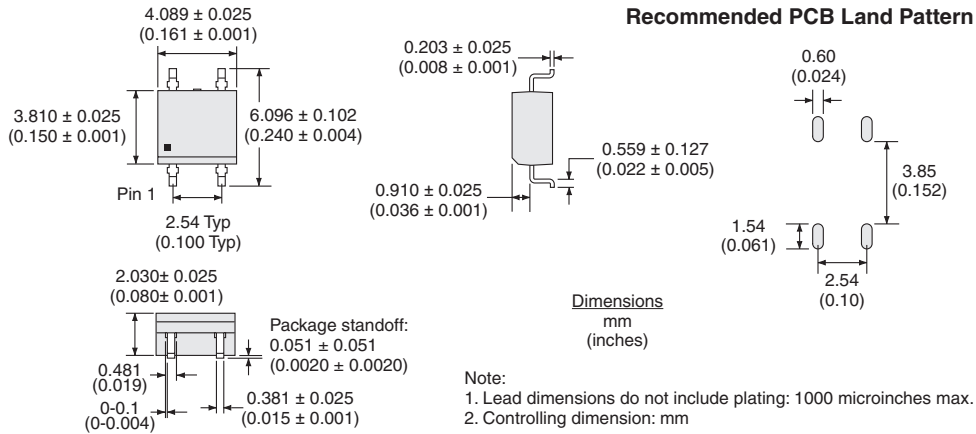 4.089 ± 0.025
(0.161 ± 0.001)
3.810 ± 0.025
(0.150 ± 0.001)
6.096 ± 0.102
(0.240 ± 0.004)
Pin 1
2.54 Typ
(0.100 Typ)
0.203 ± 0.025
(0.008 ± 0.001)
0.559 ± 0.127
(0.022 ± 0.005)
0.910 ± 0.025
(0.036 ± 0.001)
Recommended PCB Land Pattern
0.60
(0.024)
3.85
(0.152)
1.54
(0.061)
2.54
(0.10)
2.030± 0.025
(0.080± 0.001)
Package standoff:
0.051 ± 0.051
(0.0020 ± 0.0020)
0.481
(0.019)
0-0.1
(0-0.004)
0.381 ± 0.025
(0.015 ± 0.001)
Dimensions
mm
(inches)
Note:
1. Lead dimensions do not include plating: 1000 microinches max.
2. Controlling dimension: mm